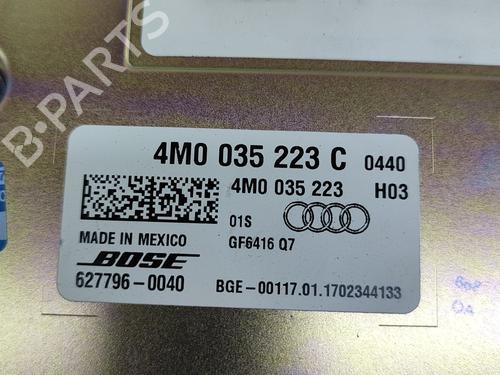 B-PARTS
4M0 035 223 C 0440
4M0 035 223 H03
01S
MADE IN MEXICO GF6416 Q7
BOSE
627796-0040 BGE-00117.01.1702344133